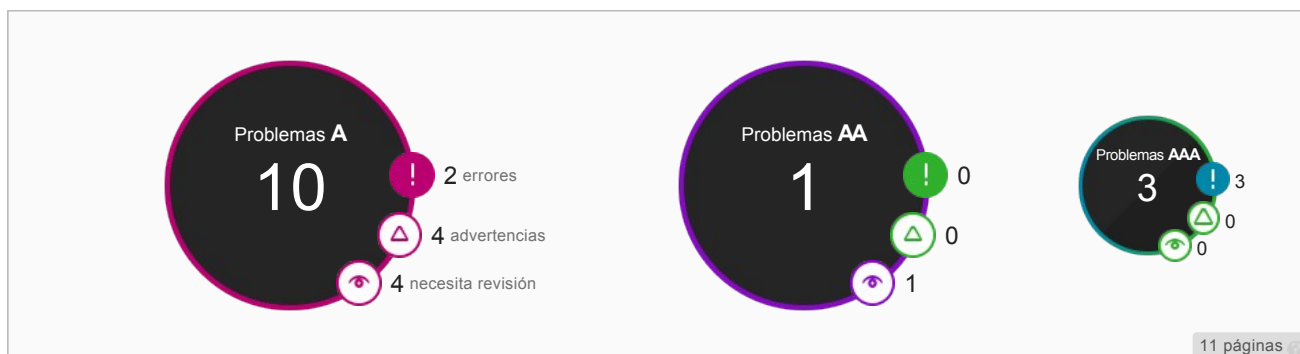 Problemas A
10
2 errores
4 advertencias
4 necesita revisión
Problemas AA
1
0
0
1
Problemas AAA
3
3
0
0
11 páginas